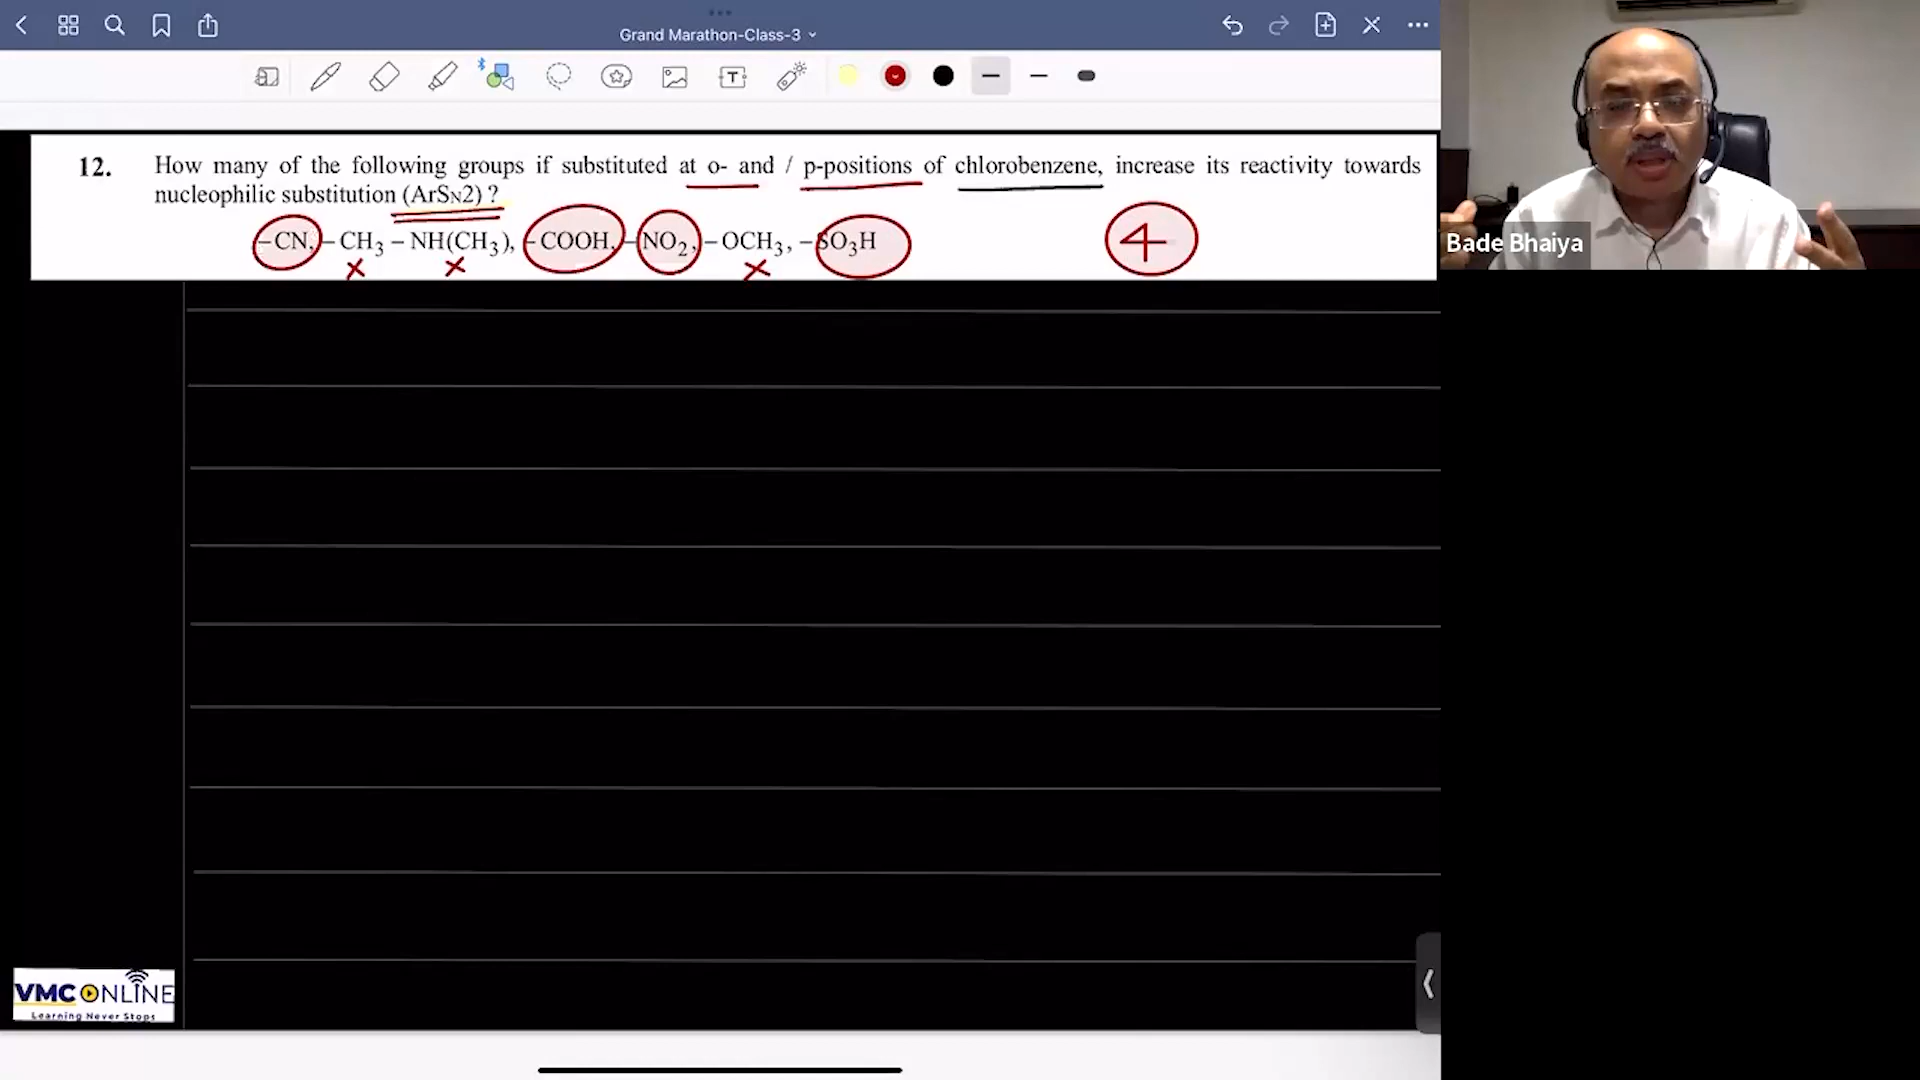 Grand Marathon-Class-3
12. How many of the following groups if substituted at o- and / p-positions of chlorobenzene, increase its reactivity towards
nucleophilic substitution (ArSN2) ?
–CN, –CH₃ –NH(CH₃), –COOH, –NO₂, –OCH₃, –SO₃H 4
Bade Bhaiya
VMC ONLINE
Learning Never Stops